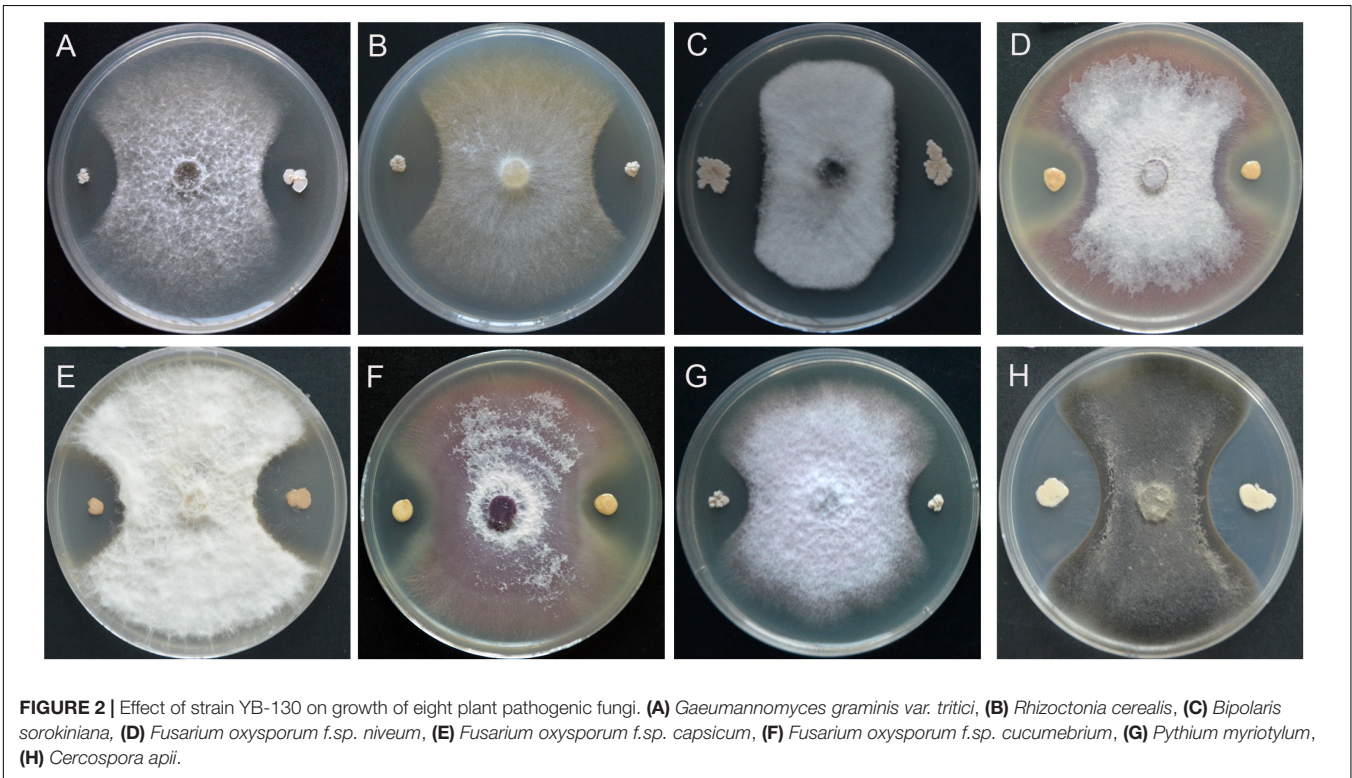 A
B
C
D
E
F
G
H
FIGURE 2 | Effect of strain YB-130 on growth of eight plant pathogenic fungi. (A) Gaeumannomyces graminis var. tritici, (B) Rhizoctonia cerealis, (C) Bipolaris
sorokiniana, (D) Fusarium oxysporum f.sp. niveum, (E) Fusarium oxysporum f.sp. capsicum, (F) Fusarium oxysporum f.sp. cucumebrium, (G) Pythium myriotylum,
(H) Cercospora apii.